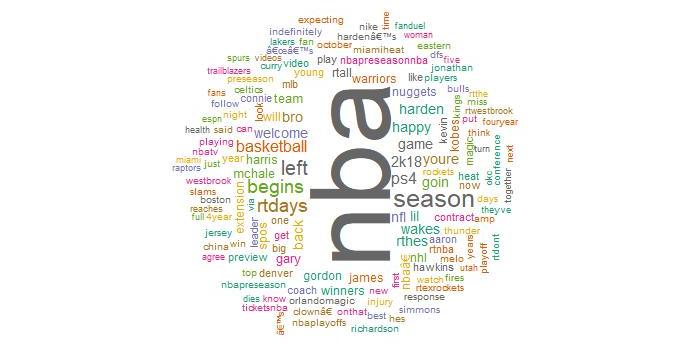 expecting
nike
time
fanduel
indefinitely
hardenâ€™s
woman
lakers
fan
october
miamiheat
eastern
â€œâ€™s
spurs
videos
play
nbapreseasonnba
dfs
five
curry
video
trailblazers
young
rtall
warriors
like
jonathan
players
preseason
mlb
fans
celtics
look
nuggets
bulls
rtthe
follow
connie
team
harden
kings
miss
espn
night
will
bro
happy
kevin
kobes
rtwestbrook
put
fouryear
health
said
can
welcome
game
magic
think
playing
basketball
2k18
youre
turn
nbatv
conference
next
miami
just
year
harris
left
ps4
goin
heat
rockets
okc
raptors
mchale
now
together
westbrook
begins
nba
season
days
slams
extension
via
rtdays
nfl
lil
contract
amp
theyve
boston
reaches
one
back
wakes
thunder
full
4year
leader
spos
rthes
aaron
years
jersey
get
nhl
rtnba
playoff
rtdont
china
win
big
gary
nbaâ€
melo
agree
preview
hawkins
utah
top
denver
gordon
james
first
watch
fires
nbapreseason
coach
winners
new
rtexrockets
dies
know
orlandomagic
injury
response
ticketsnba
clownâ€
onthat
best
hes
simmons
â€™s
nbaplayoffs
richardson